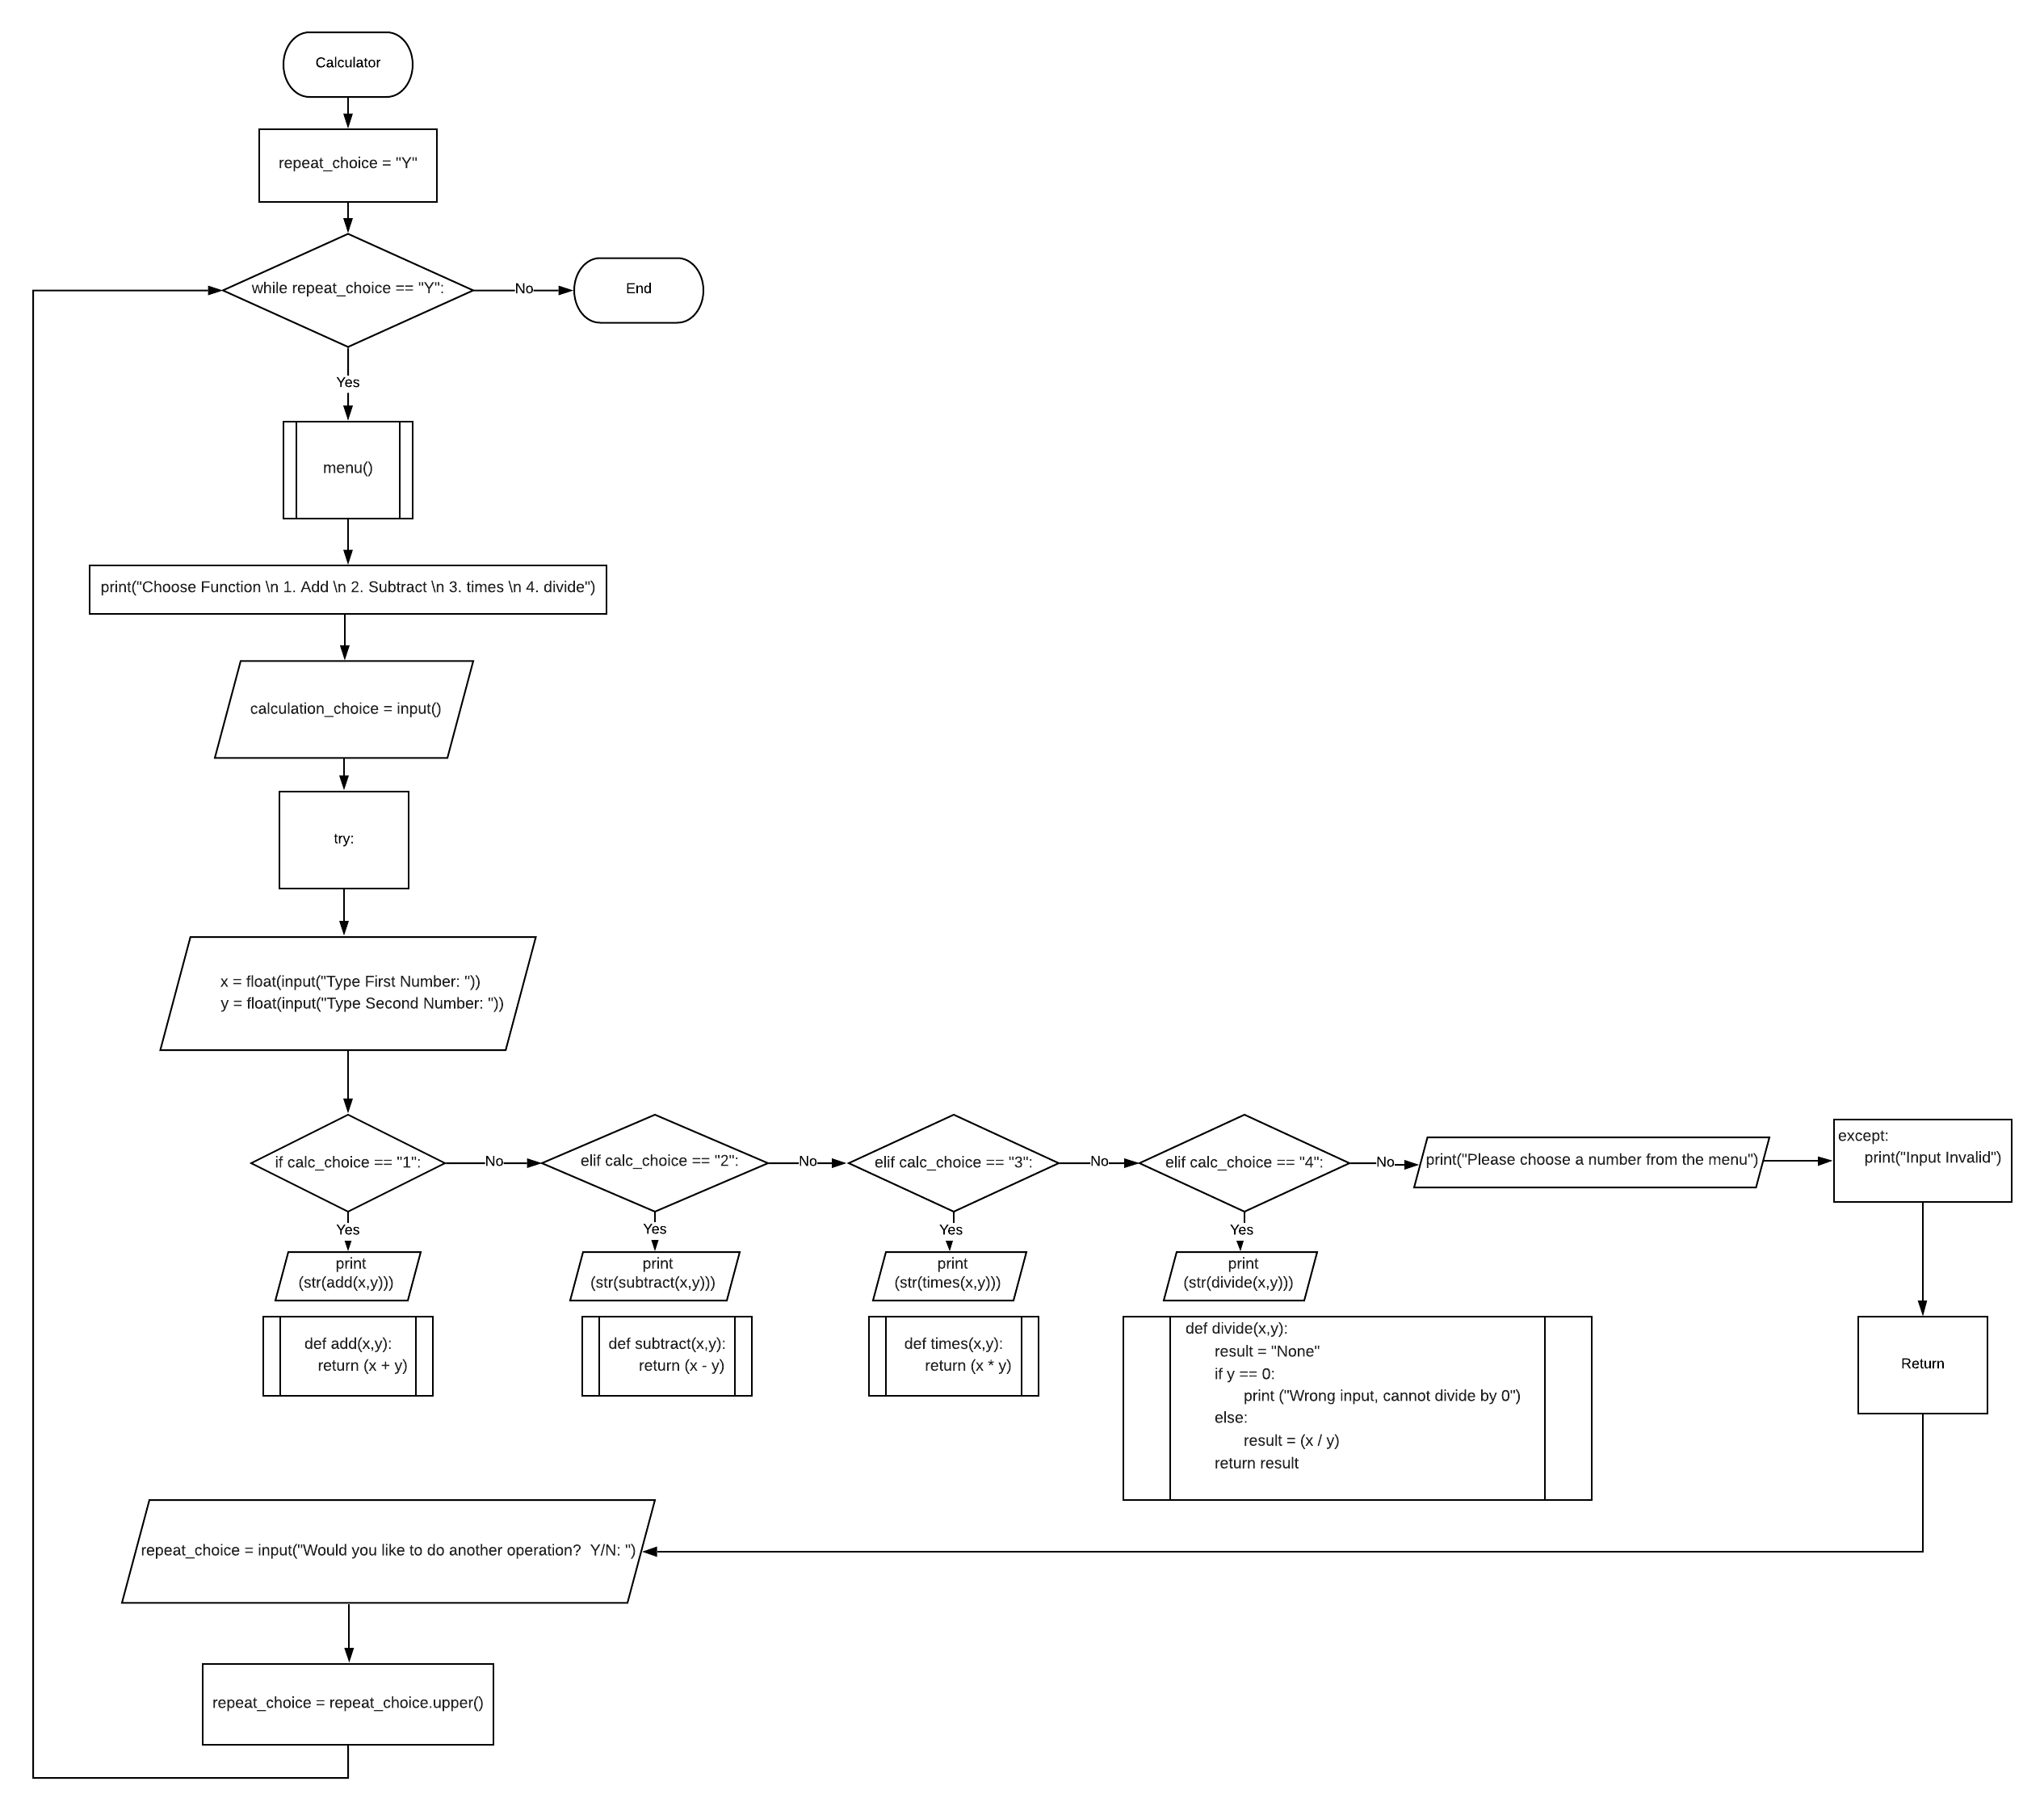 Calculator
repeat_choice = "Y"
while repeat_choice == "Y":
No
End
Yes
menu()
print("Choose Function \n 1. Add \n 2. Subtract \n 3. times \n 4. divide")
calculation_choice = input()
try:
x = float(input("Type First Number: "))
y = float(input("Type Second Number: "))
if calc_choice == "1":
No
elif calc_choice == "2":
No
elif calc_choice == "3":
No
elif calc_choice == "4":
No
print("Please choose a number from the menu")
except:
print("Input Invalid")
Yes
Yes
Yes
Yes
print
(str(add(x,y)))
print
(str(subtract(x,y)))
print
(str(times(x,y)))
print
(str(divide(x,y)))
def add(x,y):
return (x + y)
def subtract(x,y):
return (x - y)
def times(x,y):
return (x * y)
def divide(x,y):
result = "None"
if y == 0:
print ("Wrong input, cannot divide by 0")
else:
result = (x / y)
return result
Return
repeat_choice = input("Would you like to do another operation?  Y/N: ")
repeat_choice = repeat_choice.upper()